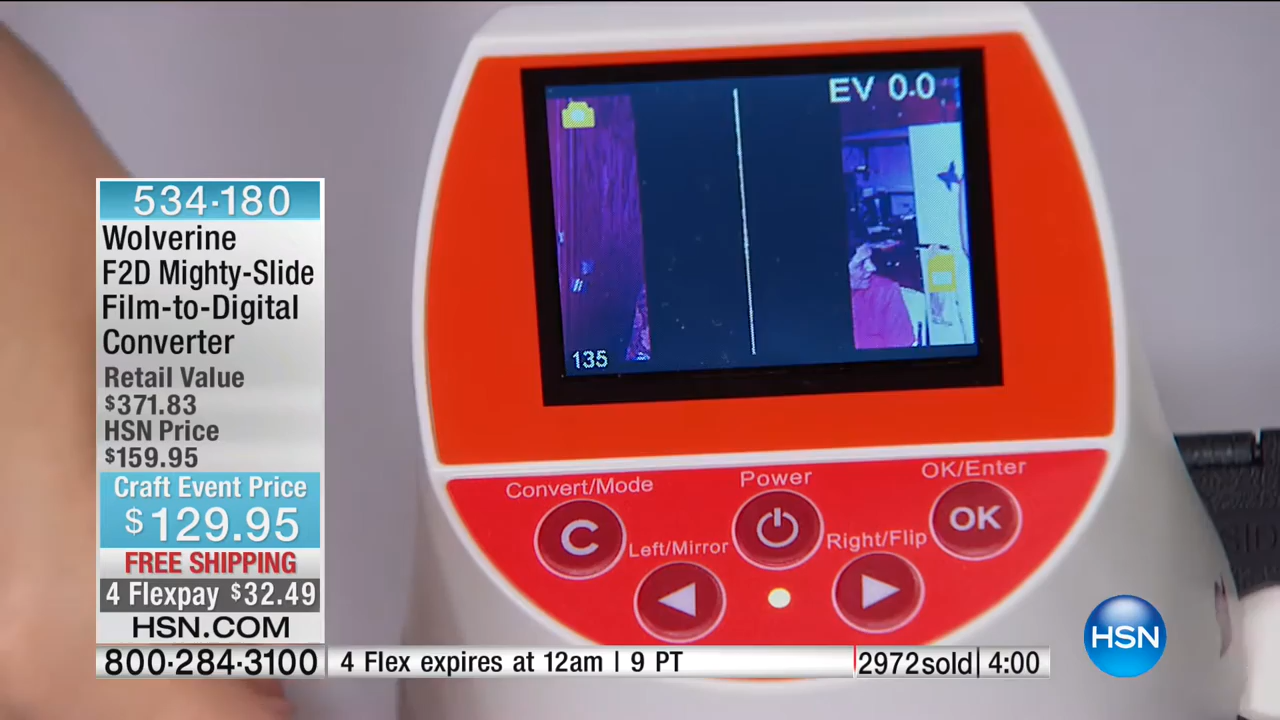 534·180
Wolverine
F2D Mighty-Slide
Film-to-Digital
Converter
Retail Value
$371.83
HSN Price
$159.95
Craft Event Price
$129.95
FREE SHIPPING
4 Flexpay $32.49
HSN.COM
800·284·3100
4 Flex expires at 12am | 9 PT
2972sold
4:00
EV 0.0
135
Convert/Mode
Power
OK/Enter
C
OK
Left/Mirror
Right/Flip
HSN